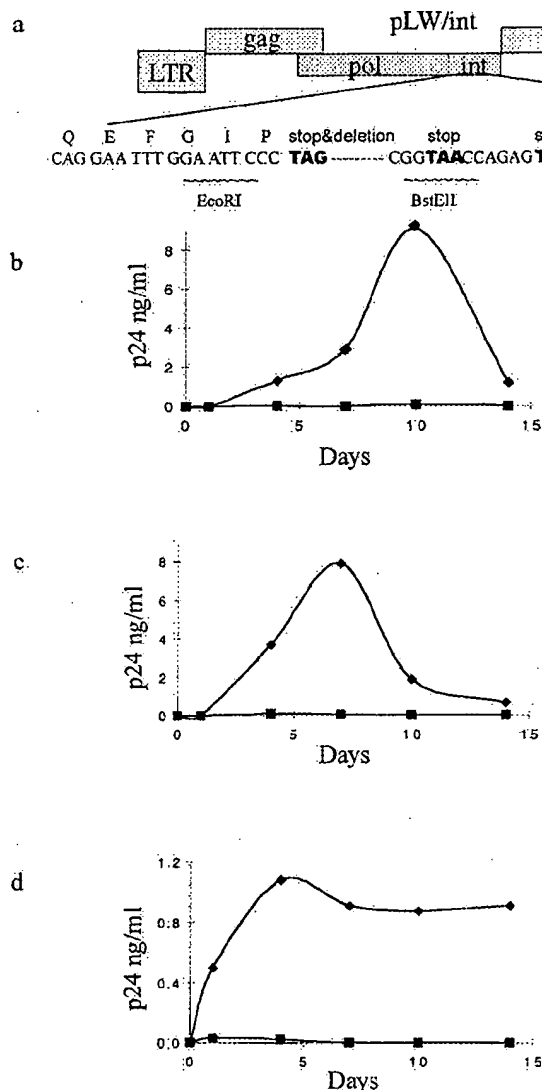 a
pLW/int
gag
LTR
pol
int
Q E F G I P stop&deletion stop s
CAG GAA TTT GGAATT CCC TAG -------- CGGTAACCAGAGT
EcoRI
BstEII
b
p24 ng/ml
8
6
4
2
0
0 5 10 15
Days
c
p24 ng/ml
8
6
4
2
0
0 5 10 15
Days
d
p24 ng/ml
1.2
0.8
0.4
0.0
0 5 10 15
Days